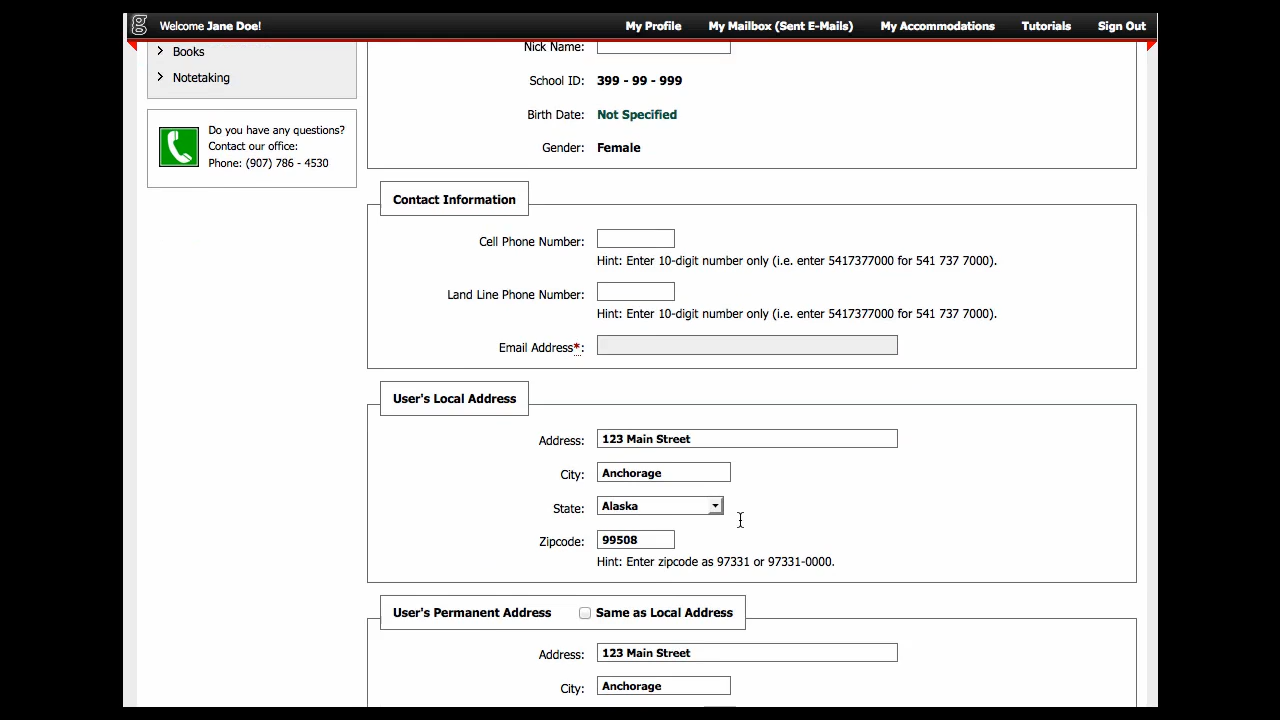 Welcome Jane Doe!
My Profile
My Mailbox (Sent E-Mails)
My Accommodations
Tutorials
Sign Out
Books
Notetaking
Do you have any questions?
Contact our office:
Phone: (907) 786 - 4530
Nick Name:
School ID: 399 - 99 - 999
Birth Date: Not Specified
Gender: Female
Contact Information
Cell Phone Number:
Hint: Enter 10-digit number only (i.e. enter 5417377000 for 541 737 7000).
Land Line Phone Number:
Hint: Enter 10-digit number only (i.e. enter 5417377000 for 541 737 7000).
Email Address*:
User's Local Address
Address: 123 Main Street
City: Anchorage
State: Alaska
Zipcode: 99508
Hint: Enter zipcode as 97331 or 97331-0000.
User's Permanent Address Same as Local Address
Address: 123 Main Street
City: Anchorage